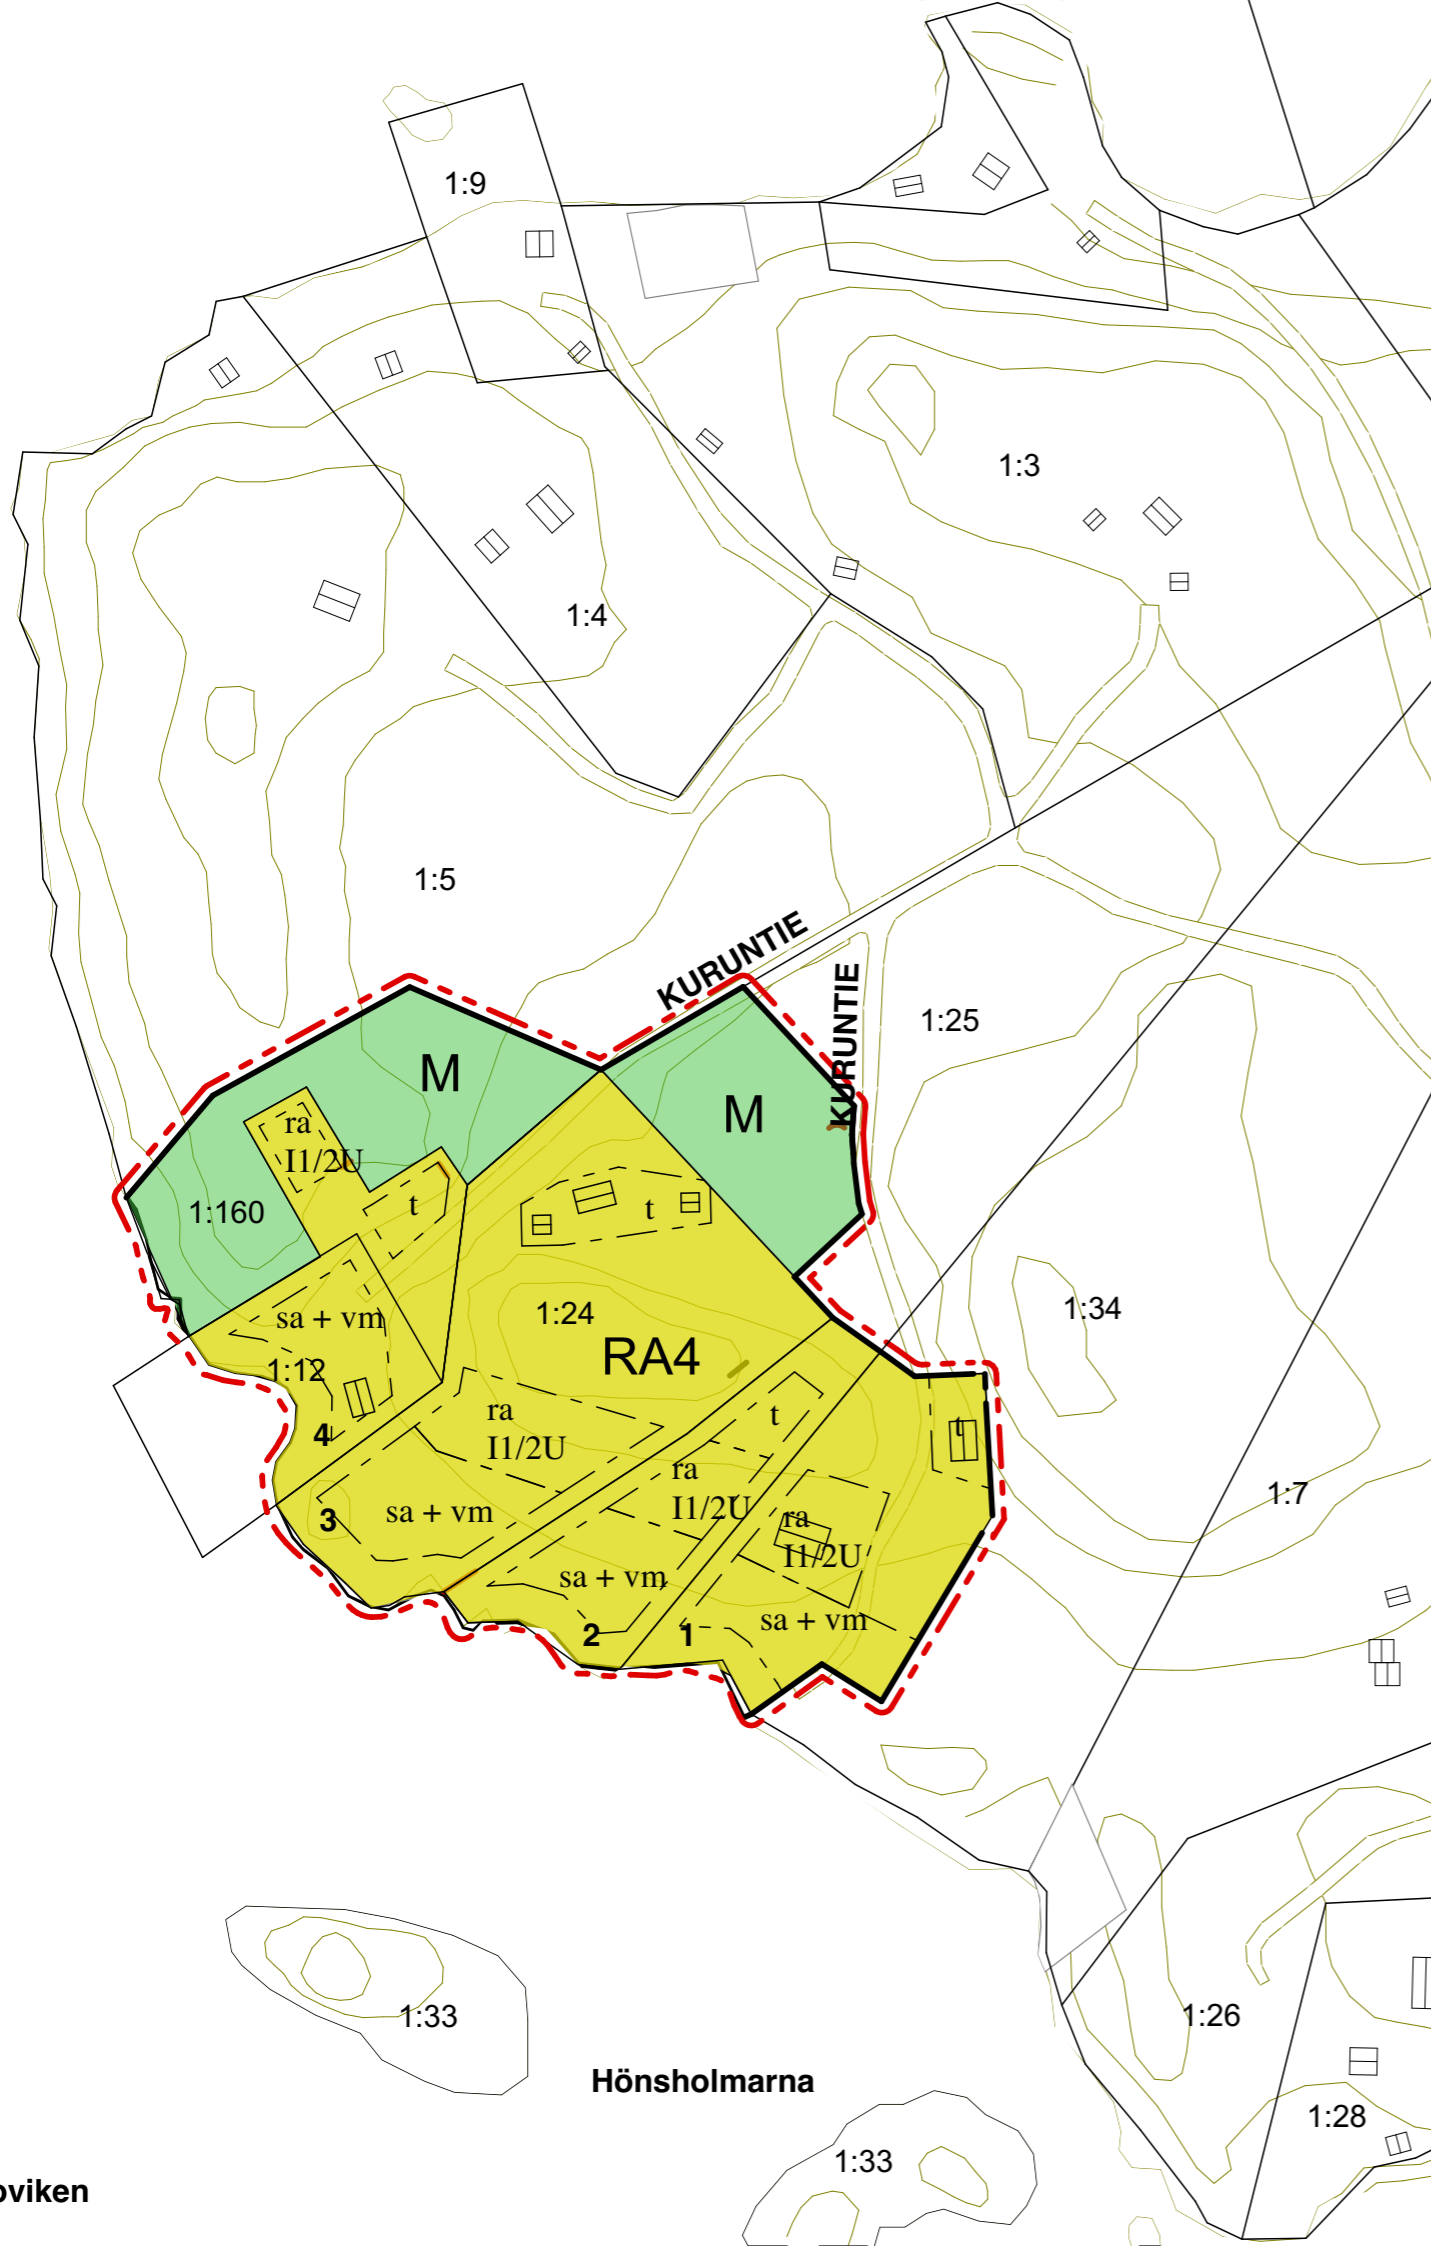 1:9
1:3
1:4
1:5
KURUNTIE
KURUNTIE
1:25
M
M
ra
I1/2U
t
t
1:160
sa + vm
1:24
1:34
RA4
1:12
4
ra
I1/2U
t
t
ra
I1/2U
1:7
3
sa + vm
ra
I1/2U
sa + vm
2
1
sa + vm
1:33
1:26
Hönsholmarna
1:28
1:33
oviken